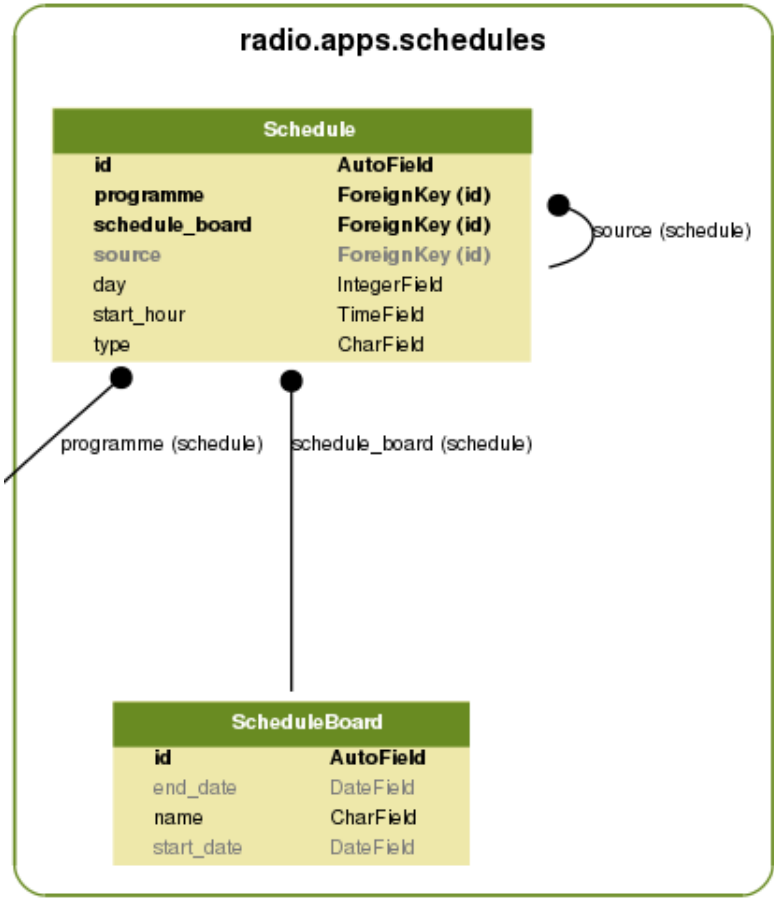 radio.apps.schedules
Schedule
id AutoField
programme ForeignKey (id)
schedule_board ForeignKey (id)
source ForeignKey (id)
day IntegerField
start_hour TimeField
type CharField
source (schedule)
programme (schedule)
schedule_board (schedule)
ScheduleBoard
id AutoField
end_date DateField
name CharField
start_date DateField